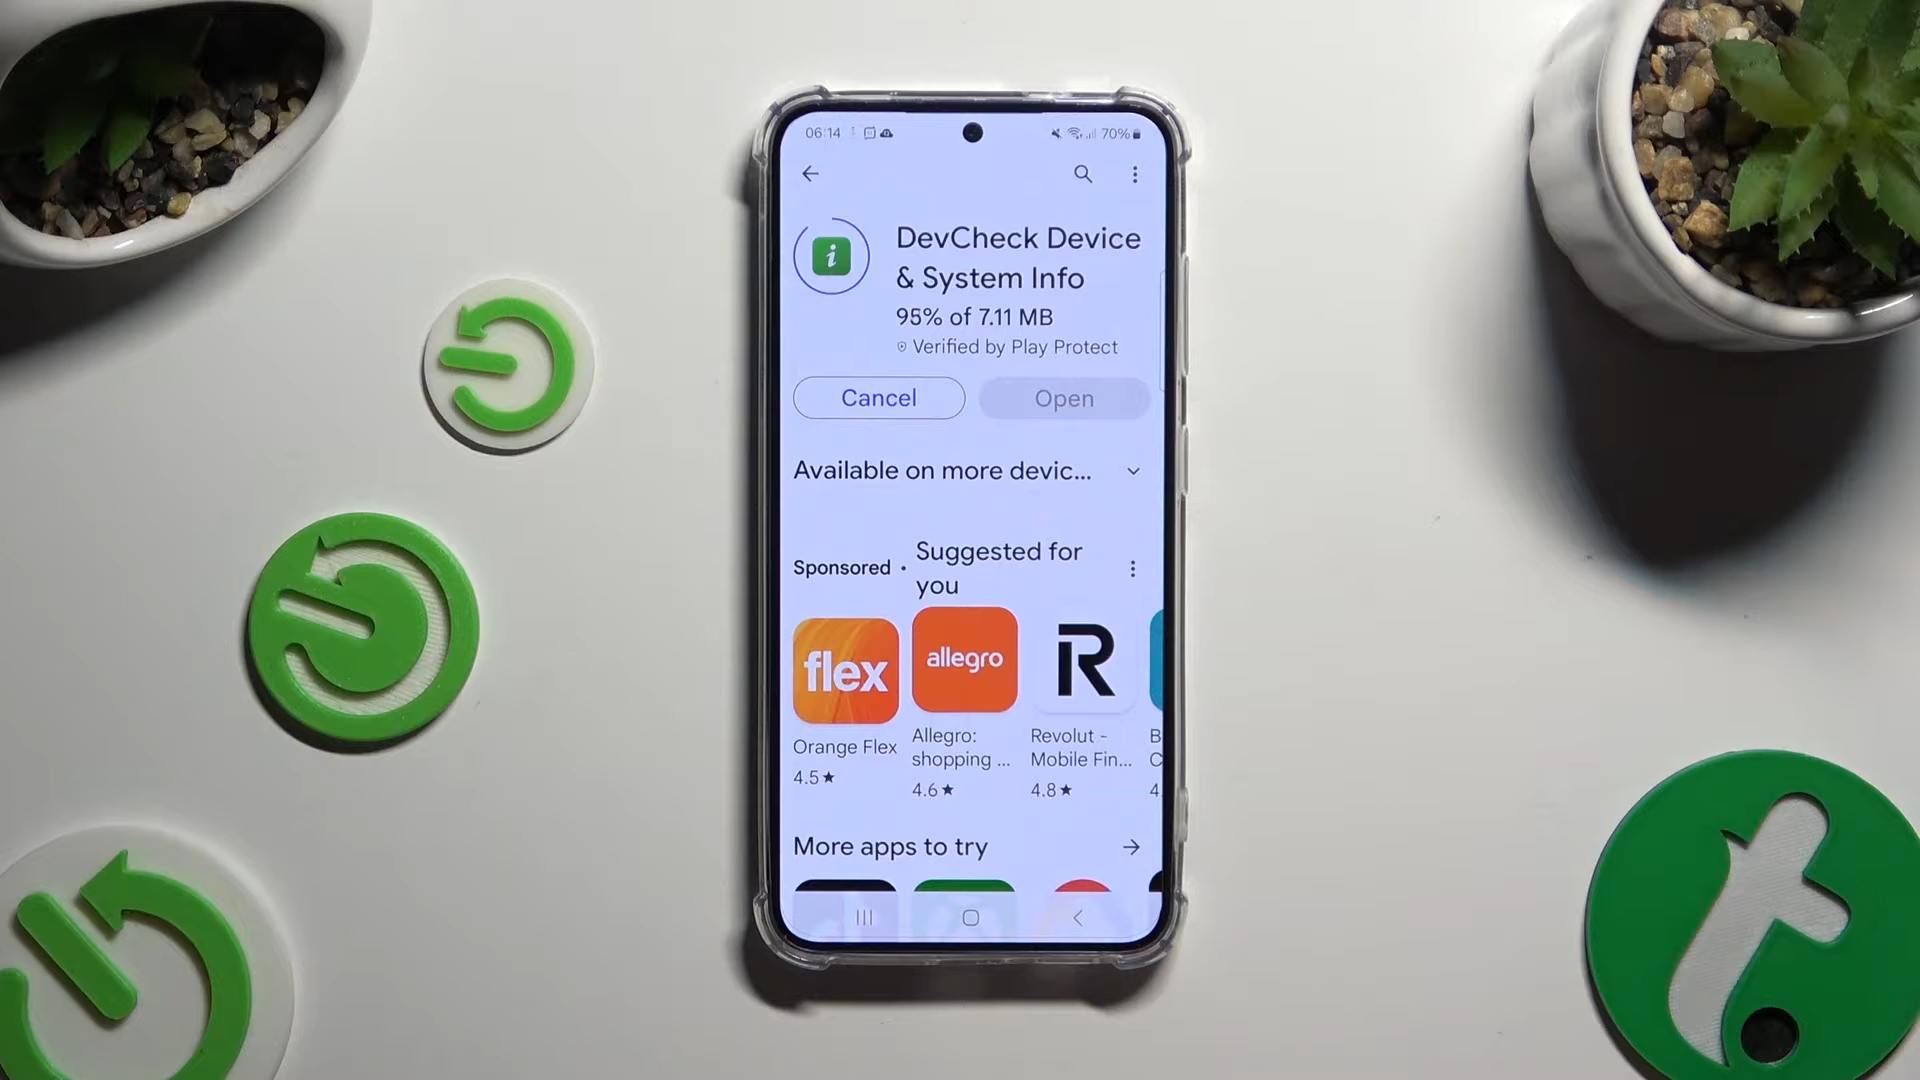 06:14
70%
DevCheck Device
& System Info
95% of 7.11 MB
Verified by Play Protect
Cancel
Open
Available on more devic...
Sponsored •
Suggested for
you
flex
allegro
R
Orange Flex
4.5★
Allegro:
shopping ...
4.6★
Revolut -
Mobile Fin...
4.8★
B
C
4.
More apps to try